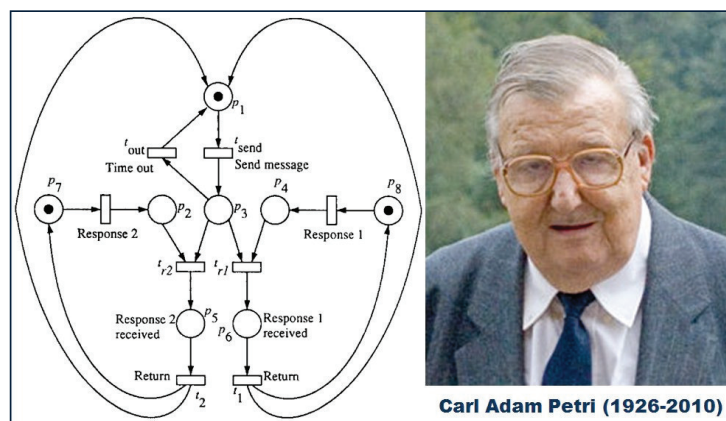 p1
tout
tsend
Time out
Send message
p7
p2
p3
p4
p8
Response 2
Response 1
tr2
tr1
Response 2
received
p5
p6
Response 1
received
Return
t2
t1
Return
Carl Adam Petri (1926-2010)